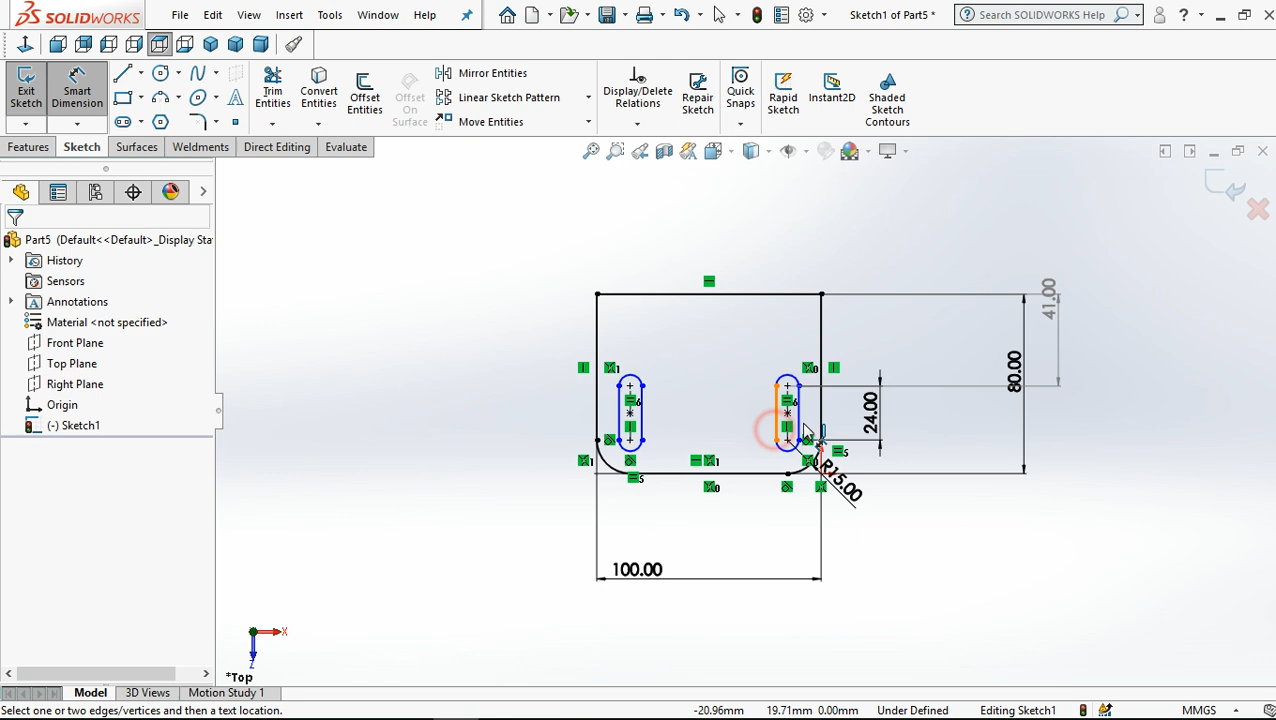 SOLIDWORKS File Edit View Insert Tools Window Help Sketch1 of Part5 * Search SOLIDWORKS Help ?
Exit Sketch
Smart Dimension
Trim Entities
Convert Entities
Offset Entities
Offset On Surface
Mirror Entities
Linear Sketch Pattern
Move Entities
Display/Delete Relations
Repair Sketch
Quick Snaps
Rapid Sketch
Instant2D
Shaded Sketch Contours
Features Sketch Surfaces Weldments Direct Editing Evaluate
Part5 (Default<<Default>_Display Sta
History
Sensors
Annotations
Material <not specified>
Front Plane
Top Plane
Right Plane
Origin
(-) Sketch1
41.00
80.00
24.00
R15.00
100.00
X
Z
*Top
Model 3D Views Motion Study 1
Select one or two edges/vertices and then a text location. -20.96mm 19.71mm 0.00mm Under Defined Editing Sketch1 MMGS